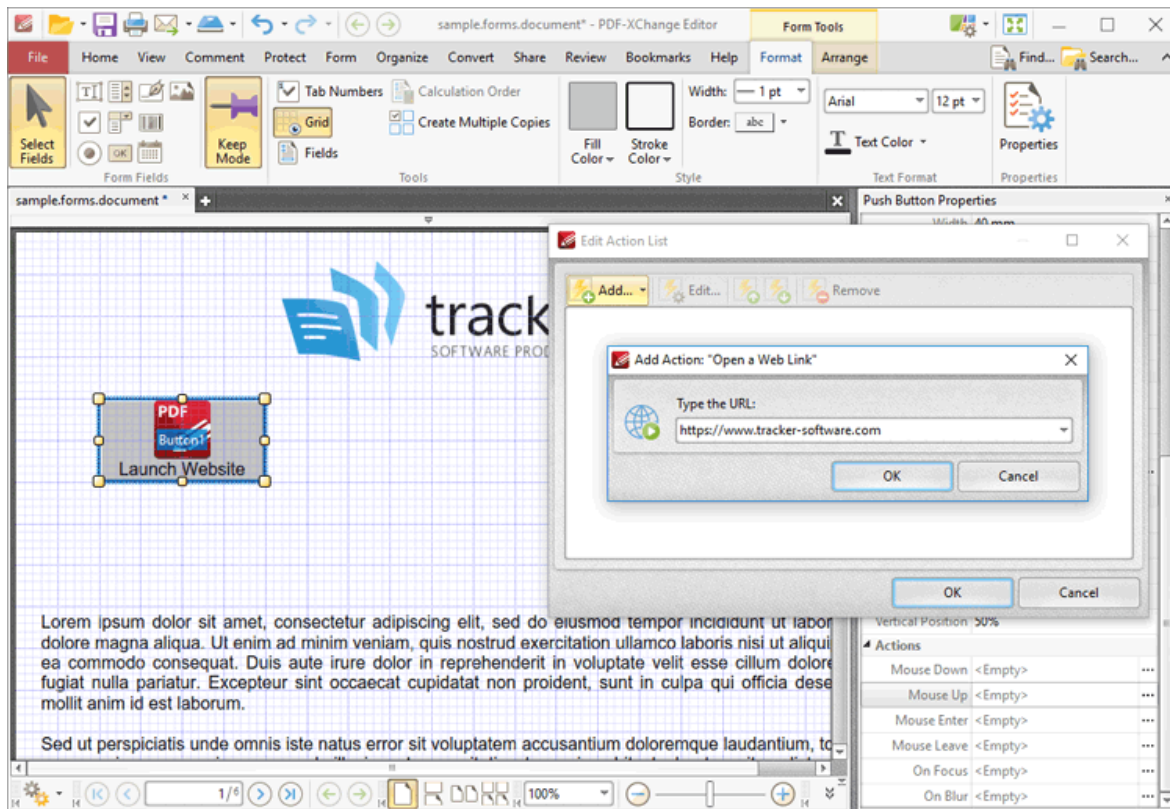 sample.forms.document* - PDF-XChange Editor
Form Tools
File Home View Comment Protect Form Organize Convert Share Review Bookmarks Help Format Arrange
Find... Search...
Select Fields
OK
Form Fields
Keep Mode
Tab Numbers
Grid
Fields
Calculation Order
Create Multiple Copies
Tools
Fill Color
Stroke Color
Width: 1 pt
Border: abc
Style
Arial 12 pt
Text Color
Text Format
Properties
Properties
sample.forms.document *
Push Button Properties
Width 40 mm
Edit Action List
Add... Edit... Remove
track
SOFTWARE PROD
Add Action: "Open a Web Link"
Type the URL:
https://www.tracker-software.com
OK Cancel
OK Cancel
PDF
Button1
Launch Website
Lorem ipsum dolor sit amet, consectetur adipiscing elit, sed do eiusmod tempor incididunt ut labor
dolore magna aliqua. Ut enim ad minim veniam, quis nostrud exercitation ullamco laboris nisi ut aliqui
ea commodo consequat. Duis aute irure dolor in reprehenderit in voluptate velit esse cillum dolore
fugiat nulla pariatur. Excepteur sint occaecat cupidatat non proident, sunt in culpa qui officia dese
mollit anim id est laborum.
Sed ut perspiciatis unde omnis iste natus error sit voluptatem accusantium doloremque laudantium, to
Vertical Position 50%
Actions
Mouse Down <Empty>
Mouse Up <Empty>
Mouse Enter <Empty>
Mouse Leave <Empty>
On Focus <Empty>
On Blur <Empty>
1/6
100%